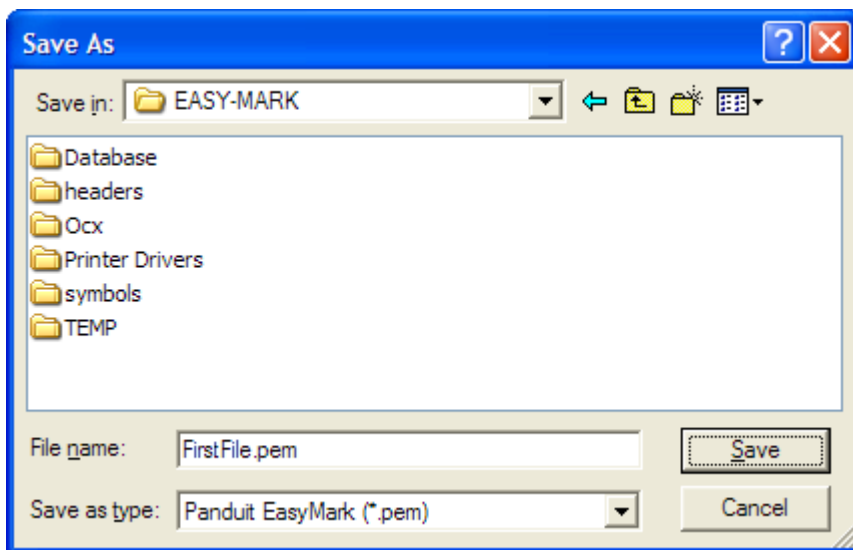 Save As
Save in: EASY-MARK
Database
headers
Ocx
Printer Drivers
symbols
TEMP
File name: FirstFile.pem Save
Save as type: Panduit EasyMark (*.pem) Cancel